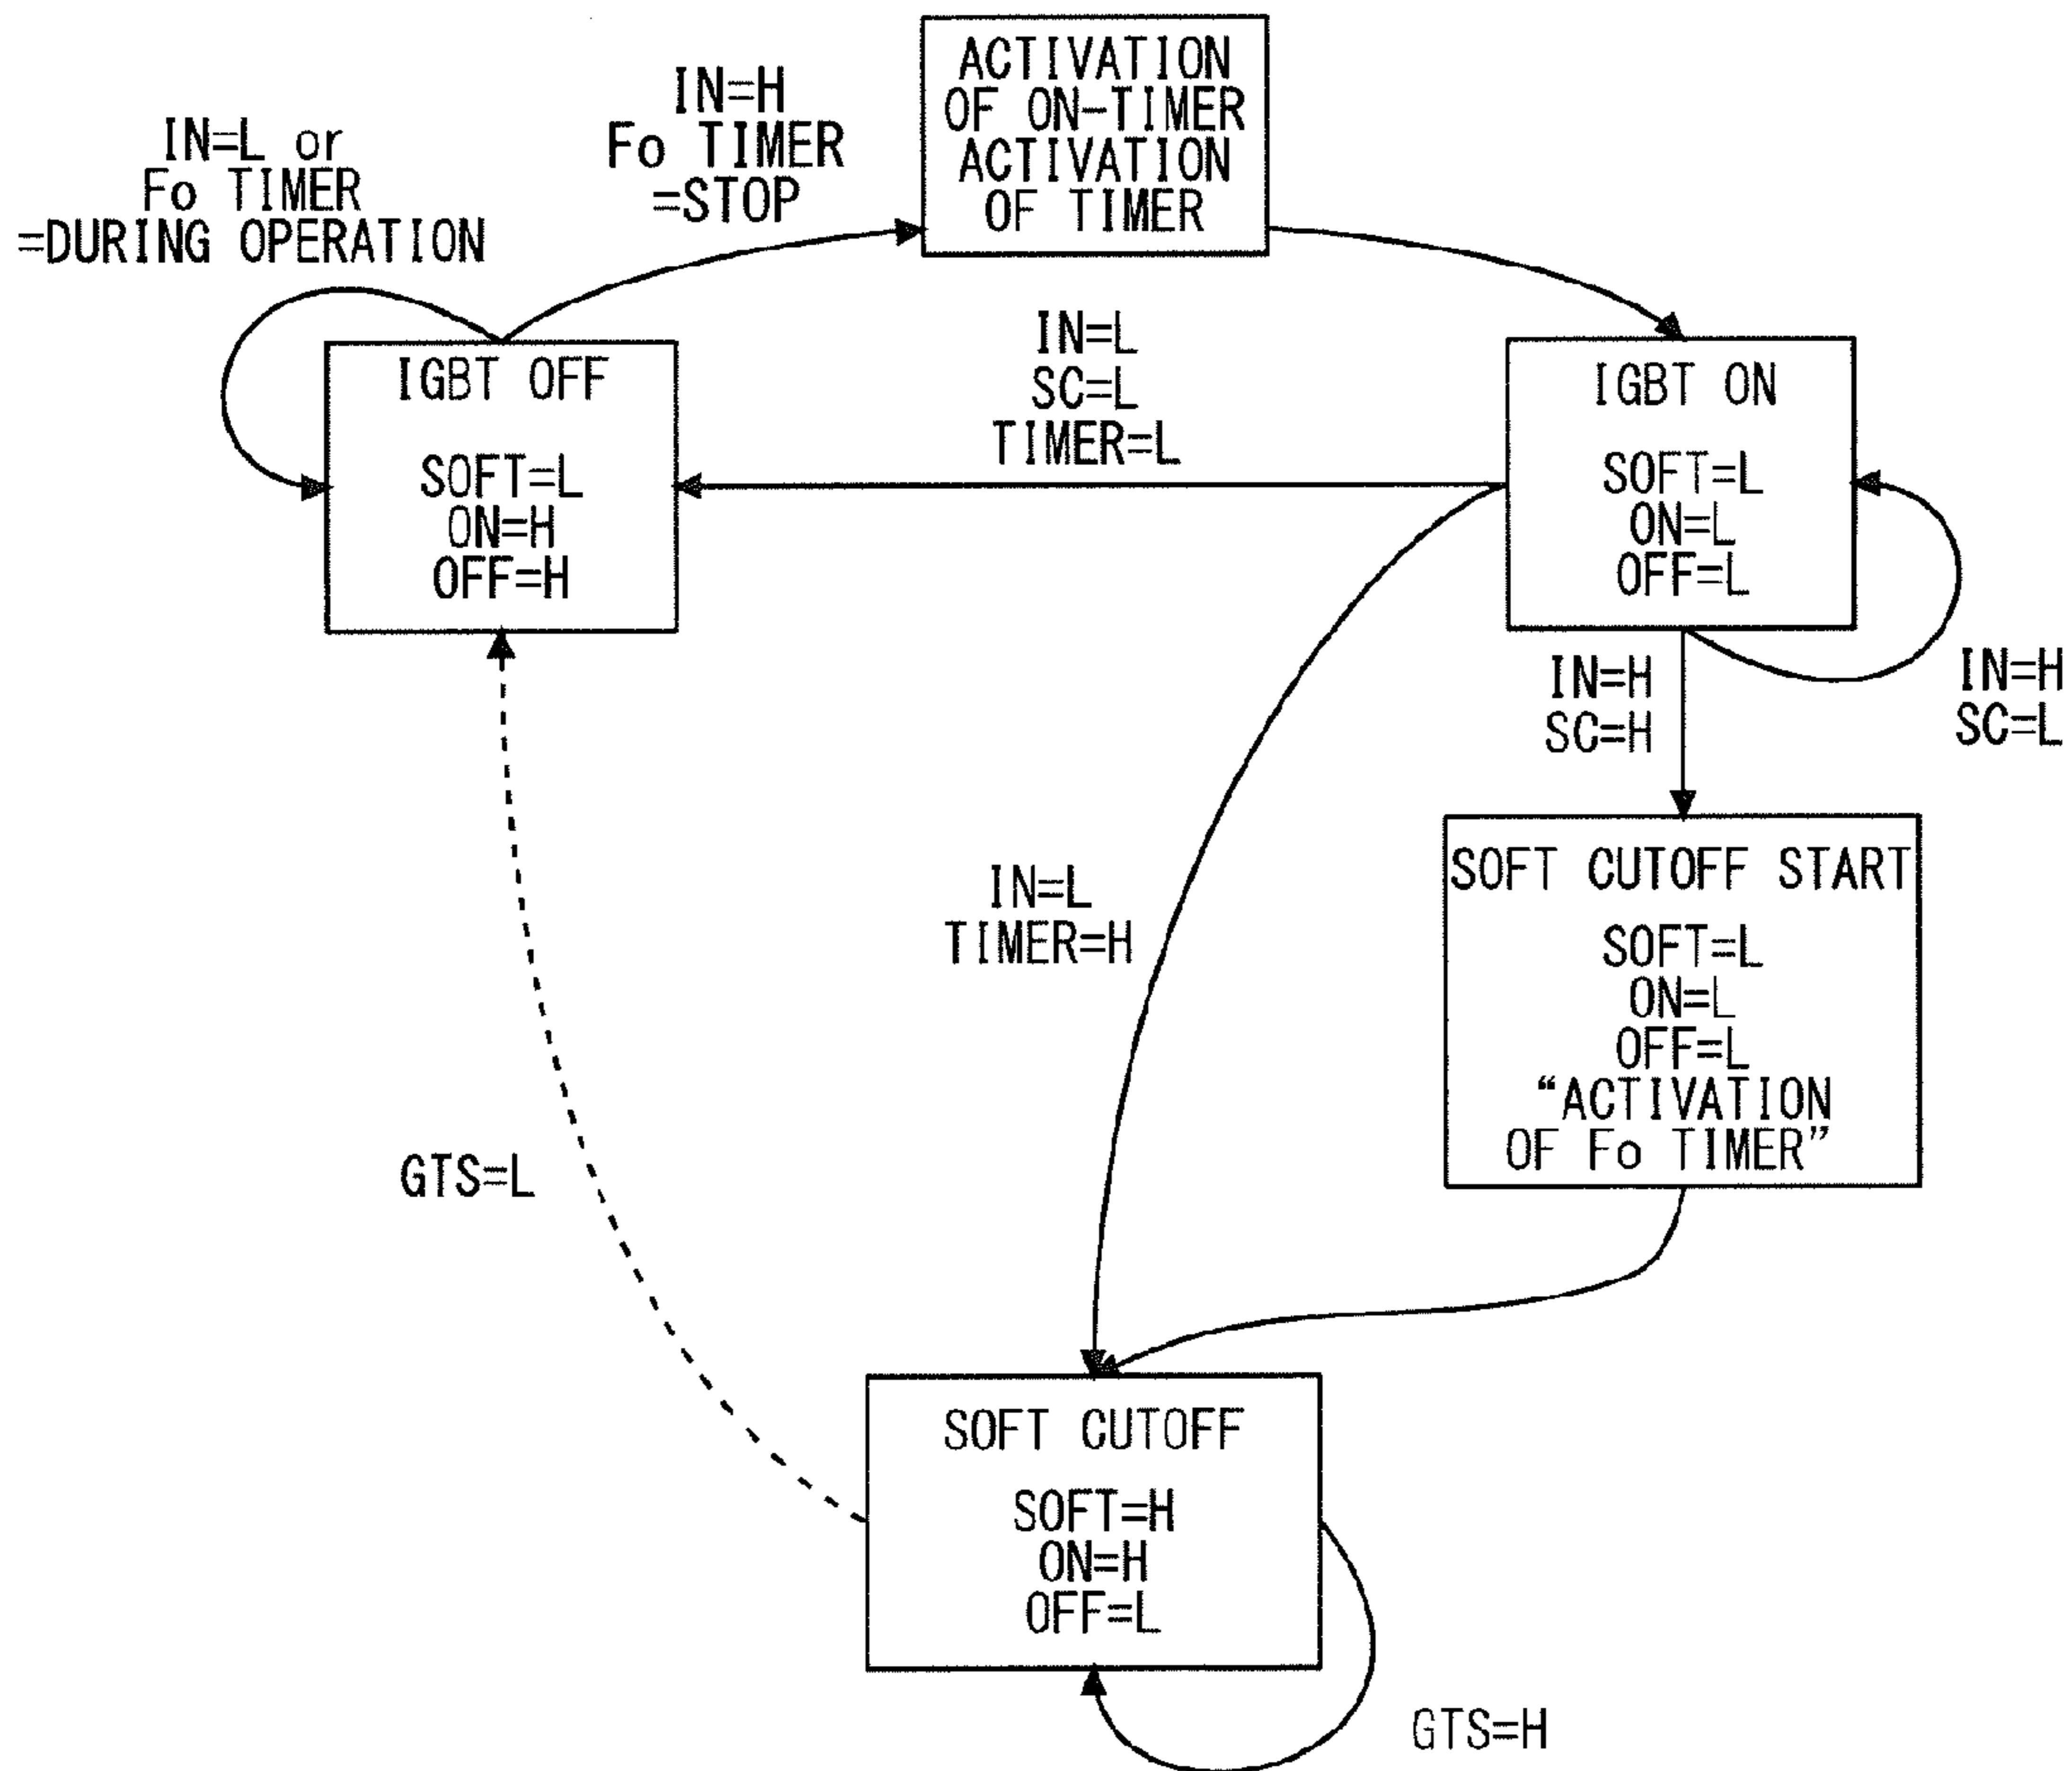 ACTIVATION
OF ON-TIMER
ACTIVATION
OF TIMER
IN=H
Fo TIMER
=STOP
IN=L or
Fo TIMER
=DURING OPERATION
IGBT OFF
SOFT=L
ON=H
OFF=H
IN=L
SC=L
TIMER=L
IGBT ON
SOFT=L
ON=L
OFF=L
IN=H
SC=H
IN=H
SC=L
SOFT CUTOFF START
SOFT=L
ON=L
OFF=L
“ACTIVATION
OF Fo TIMER”
IN=L
TIMER=H
GTS=L
SOFT CUTOFF
SOFT=H
ON=H
OFF=L
GTS=H